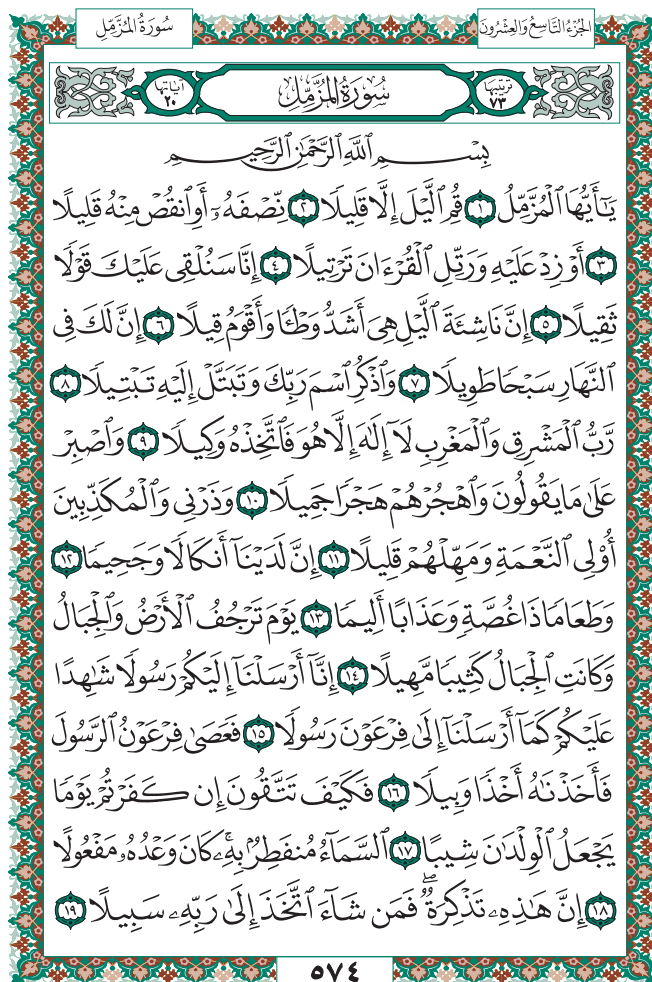 سُورَةُ المُزَّمِّل
الجُزْءُ التَّاسِعُ وَالعِشْرُونَ
ترتيبها ٧٣
سُورَةُ المُزَّمِّل
آياتها ٢٠
بِسْمِ ٱللَّهِ ٱلرَّحْمَٰنِ ٱلرَّحِيمِ
يَٰٓأَيُّهَا ٱلْمُزَّمِّلُ ١ قُمِ ٱلَّيْلَ إِلَّا قَلِيلًا ٢ نِّصْفَهُۥٓ أَوِ ٱنقُصْ مِنْهُ قَلِيلًا
٣ أَوْ زِدْ عَلَيْهِ وَرَتِّلِ ٱلْقُرْءَانَ تَرْتِيلًا ٤ إِنَّا سَنُلْقِى عَلَيْكَ قَوْلًا
ثَقِيلًا ٥ إِنَّ نَاشِئَةَ ٱلَّيْلِ هِىَ أَشَدُّ وَطْـًٔا وَأَقْوَمُ قِيلًا ٦ إِنَّ لَكَ فِى
ٱلنَّهَارِ سَبْحًا طَوِيلًا ٧ وَٱذْكُرِ ٱسْمَ رَبِّكَ وَتَبَتَّلْ إِلَيْهِ تَبْتِيلًا ٨
رَّبُّ ٱلْمَشْرِقِ وَٱلْمَغْرِبِ لَآ إِلَٰهَ إِلَّا هُوَ فَٱتَّخِذْهُ وَكِيلًا ٩ وَٱصْبِرْ
عَلَىٰ مَا يَقُولُونَ وَٱهْجُرْهُمْ هَجْرًا جَمِيلًا ١٠ وَذَرْنِى وَٱلْمُكَذِّبِينَ
أُو۟لِى ٱلنَّعْمَةِ وَمَهِّلْهُمْ قَلِيلًا ١١ إِنَّ لَدَيْنَآ أَنكَالًا وَجَحِيمًا ١٢
وَطَعَامًا ذَا غُصَّةٍ وَعَذَابًا أَلِيمًا ١٣ يَوْمَ تَرْجُفُ ٱلْأَرْضُ وَٱلْجِبَالُ
وَكَانَتِ ٱلْجِبَالُ كَثِيبًا مَّهِيلًا ١٤ إِنَّآ أَرْسَلْنَآ إِلَيْكُمْ رَسُولًا شَٰهِدًا
عَلَيْكُمْ كَمَآ أَرْسَلْنَآ إِلَىٰ فِرْعَوْنَ رَسُولًا ١٥ فَعَصَىٰ فِرْعَوْنُ ٱلرَّسُولَ
فَأَخَذْنَٰهُ أَخْذًا وَبِيلًا ١٦ فَكَيْفَ تَتَّقُونَ إِن كَفَرْتُمْ يَوْمًا
يَجْعَلُ ٱلْوِلْدَٰنَ شِيبًا ١٧ ٱلسَّمَآءُ مُنفَطِرٌۢ بِهِۦ ۚ كَانَ وَعْدُهُۥ مَفْعُولًا
١٨ إِنَّ هَٰذِهِۦ تَذْكِرَةٌ ۖ فَمَن شَآءَ ٱتَّخَذَ إِلَىٰ رَبِّهِۦ سَبِيلًا ١٩
٥٧٤